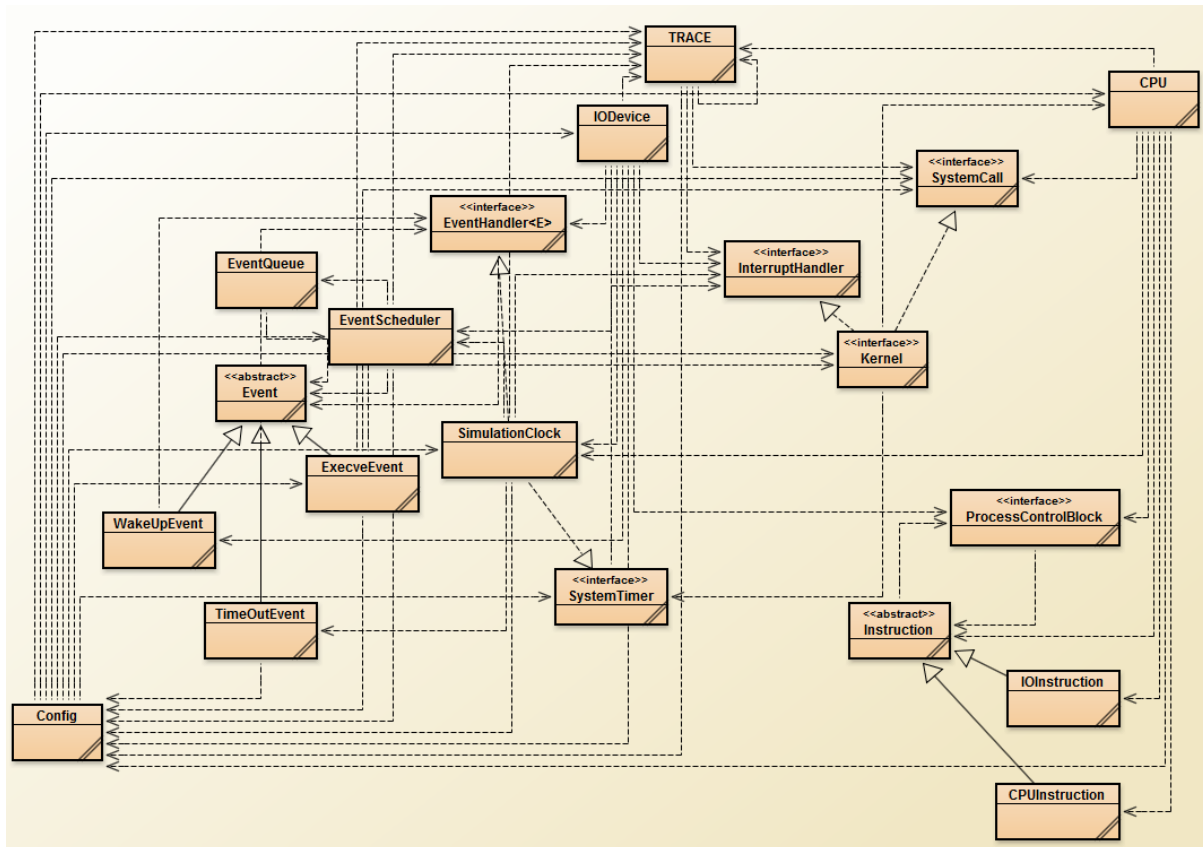 TRACE
CPU
IODevice
<<interface>>
SystemCall
<<interface>>
EventHandler<E>
<<interface>>
InterruptHandler
EventQueue
EventScheduler
<<interface>>
Kernel
<<abstract>>
Event
SimulationClock
ExecveEvent
<<interface>>
ProcessControlBlock
WakeUpEvent
<<interface>>
SystemTimer
TimeOutEvent
<<abstract>>
Instruction
IOInstruction
Config
CPUInstruction